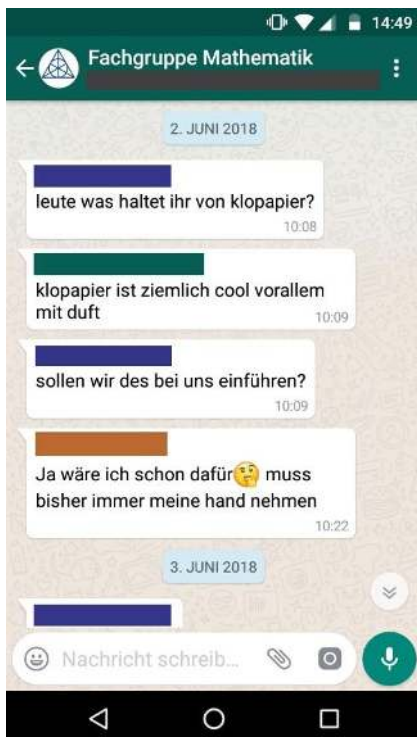 14:49
Fachgruppe Mathematik
2. JUNI 2018
leute was haltet ihr von klopapier?
10:08
klopapier ist ziemlich cool vorallem
mit duft
10:09
sollen wir des bei uns einführen?
10:09
Ja wäre ich schon dafür🤔 muss
bisher immer meine hand nehmen
10:22
3. JUNI 2018
Nachricht schreib...